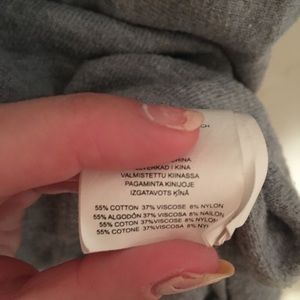 CHINA
VALMISTETTU KIINASSA
PAGAMINTA KINIJOJE
IZGATAVOTS ĶĪNĀ
55% COTTON 37% VISCOSE 8% NYLON
55% ALGODÓN 37% VISCOSA 8% NAILON
55% COTON 37% VISCOSE 8% NYLON
55% COTONE 37% VISCOSA 8%